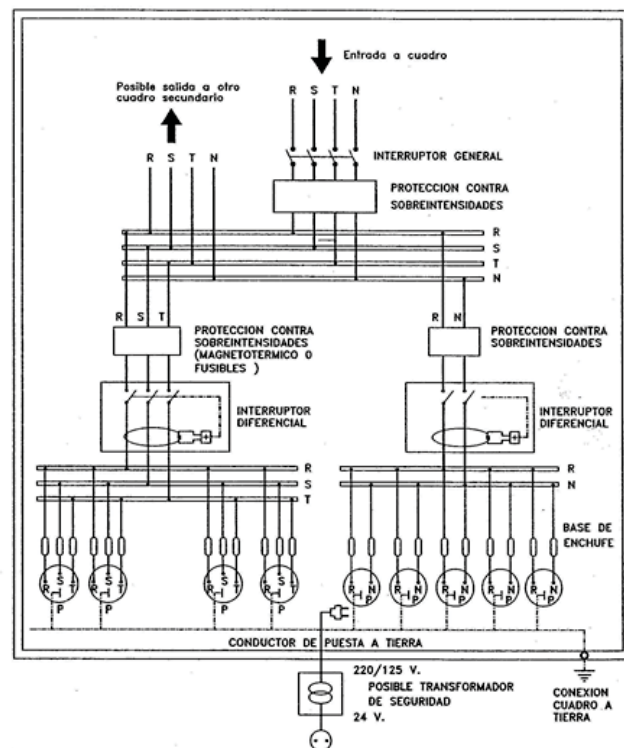 Entrada a cuadro
Posible salida a otro
cuadro secundario
R S T N
R S T N
INTERRUPTOR GENERAL
PROTECCION CONTRA
SOBREINTENSIDADES
R
S
T
N
R S T
R N
PROTECCION CONTRA
SOBREINTENSIDADES
(MAGNETOTERMICO O
FUSIBLES )
PROTECCION CONTRA
SOBREINTENSIDADES
INTERRUPTOR
DIFERENCIAL
INTERRUPTOR
DIFERENCIAL
R
S
T
R
N
BASE DE
ENCHUFE
R S T
P
R S T
P
R S T
P
R S T
P
R N
P
R N
P
R N
P
R N
P
R N
P
CONDUCTOR DE PUESTA A TIERRA
220/125 V.
POSIBLE TRANSFORMADOR
DE SEGURIDAD
24 V.
CONEXION
CUADRO A
TIERRA